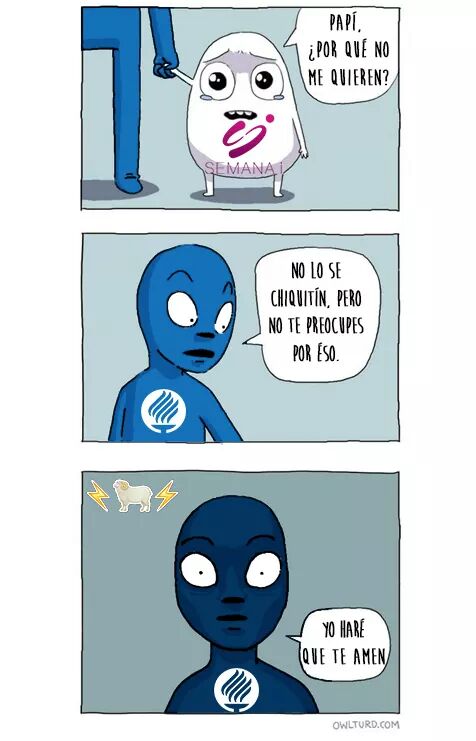 PAPÍ,
¿POR QUÉ NO
ME QUIEREN?
SEMANA i
NO LO SE
CHIQUITÍN, PERO
NO TE PREOCUPES
POR ÉSO.
YO HARÉ
QUE TE AMEN
OWLTURD.COM